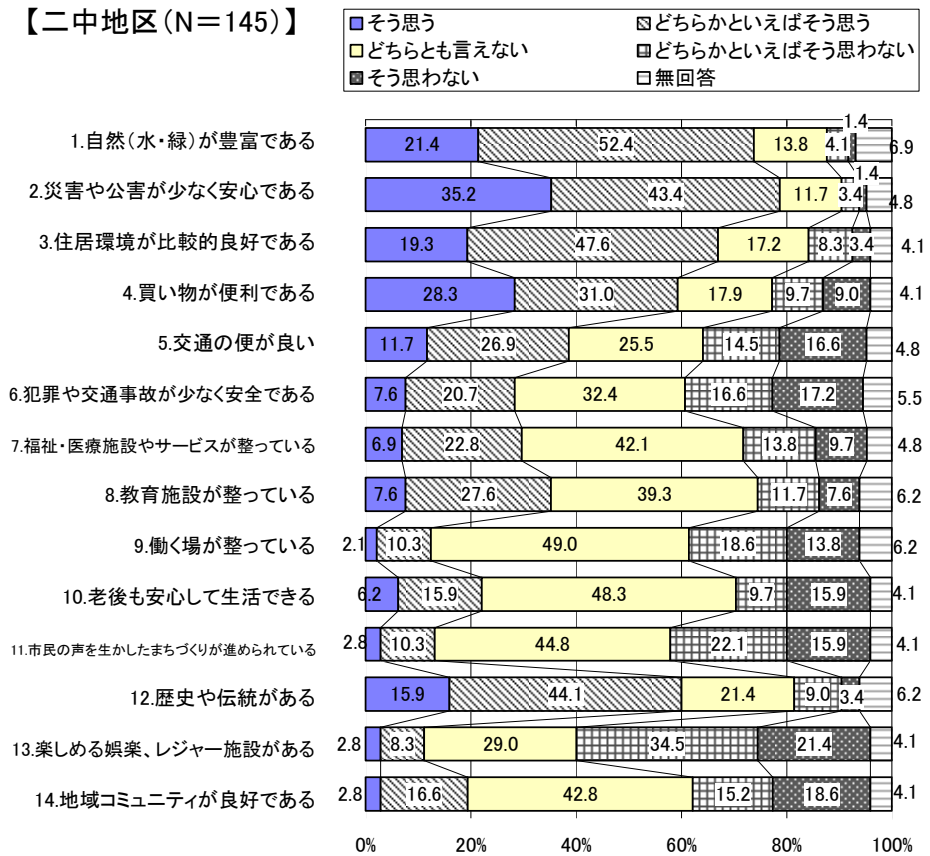 【二中地区(N=145)】
そう思う
どちらかといえばそう思う
どちらとも言えない
どちらかといえばそう思わない
そう思わない
無回答
1.自然(水・緑)が豊富である
21.4 52.4 13.8 4.1 1.4 6.9
2.災害や公害が少なく安心である
35.2 43.4 11.7 3.4 1.4 4.8
3.住居環境が比較的良好である
19.3 47.6 17.2 8.3 3.4 4.1
4.買い物が便利である
28.3 31.0 17.9 9.7 9.0 4.1
5.交通の便が良い
11.7 26.9 25.5 14.5 16.6 4.8
6.犯罪や交通事故が少なく安全である
7.6 20.7 32.4 16.6 17.2 5.5
7.福祉・医療施設やサービスが整っている
6.9 22.8 42.1 13.8 9.7 4.8
8.教育施設が整っている
7.6 27.6 39.3 11.7 7.6 6.2
9.働く場が整っている
2.1 10.3 49.0 18.6 13.8 6.2
10.老後も安心して生活できる
6.2 15.9 48.3 9.7 15.9 4.1
11.市民の声を生かしたまちづくりが進められている
2.8 10.3 44.8 22.1 15.9 4.1
12.歴史や伝統がある
15.9 44.1 21.4 9.0 3.4 6.2
13.楽しめる娯楽、レジャー施設がある
2.8 8.3 29.0 34.5 21.4 4.1
14.地域コミュニティが良好である
2.8 16.6 42.8 15.2 18.6 4.1
0% 20% 40% 60% 80% 100%